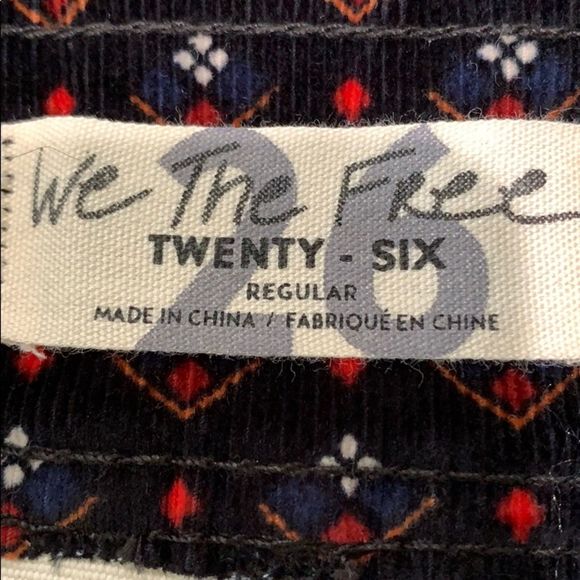 We The Free
26
TWENTY - SIX
REGULAR
MADE IN CHINA / FABRIQUÉ EN CHINE